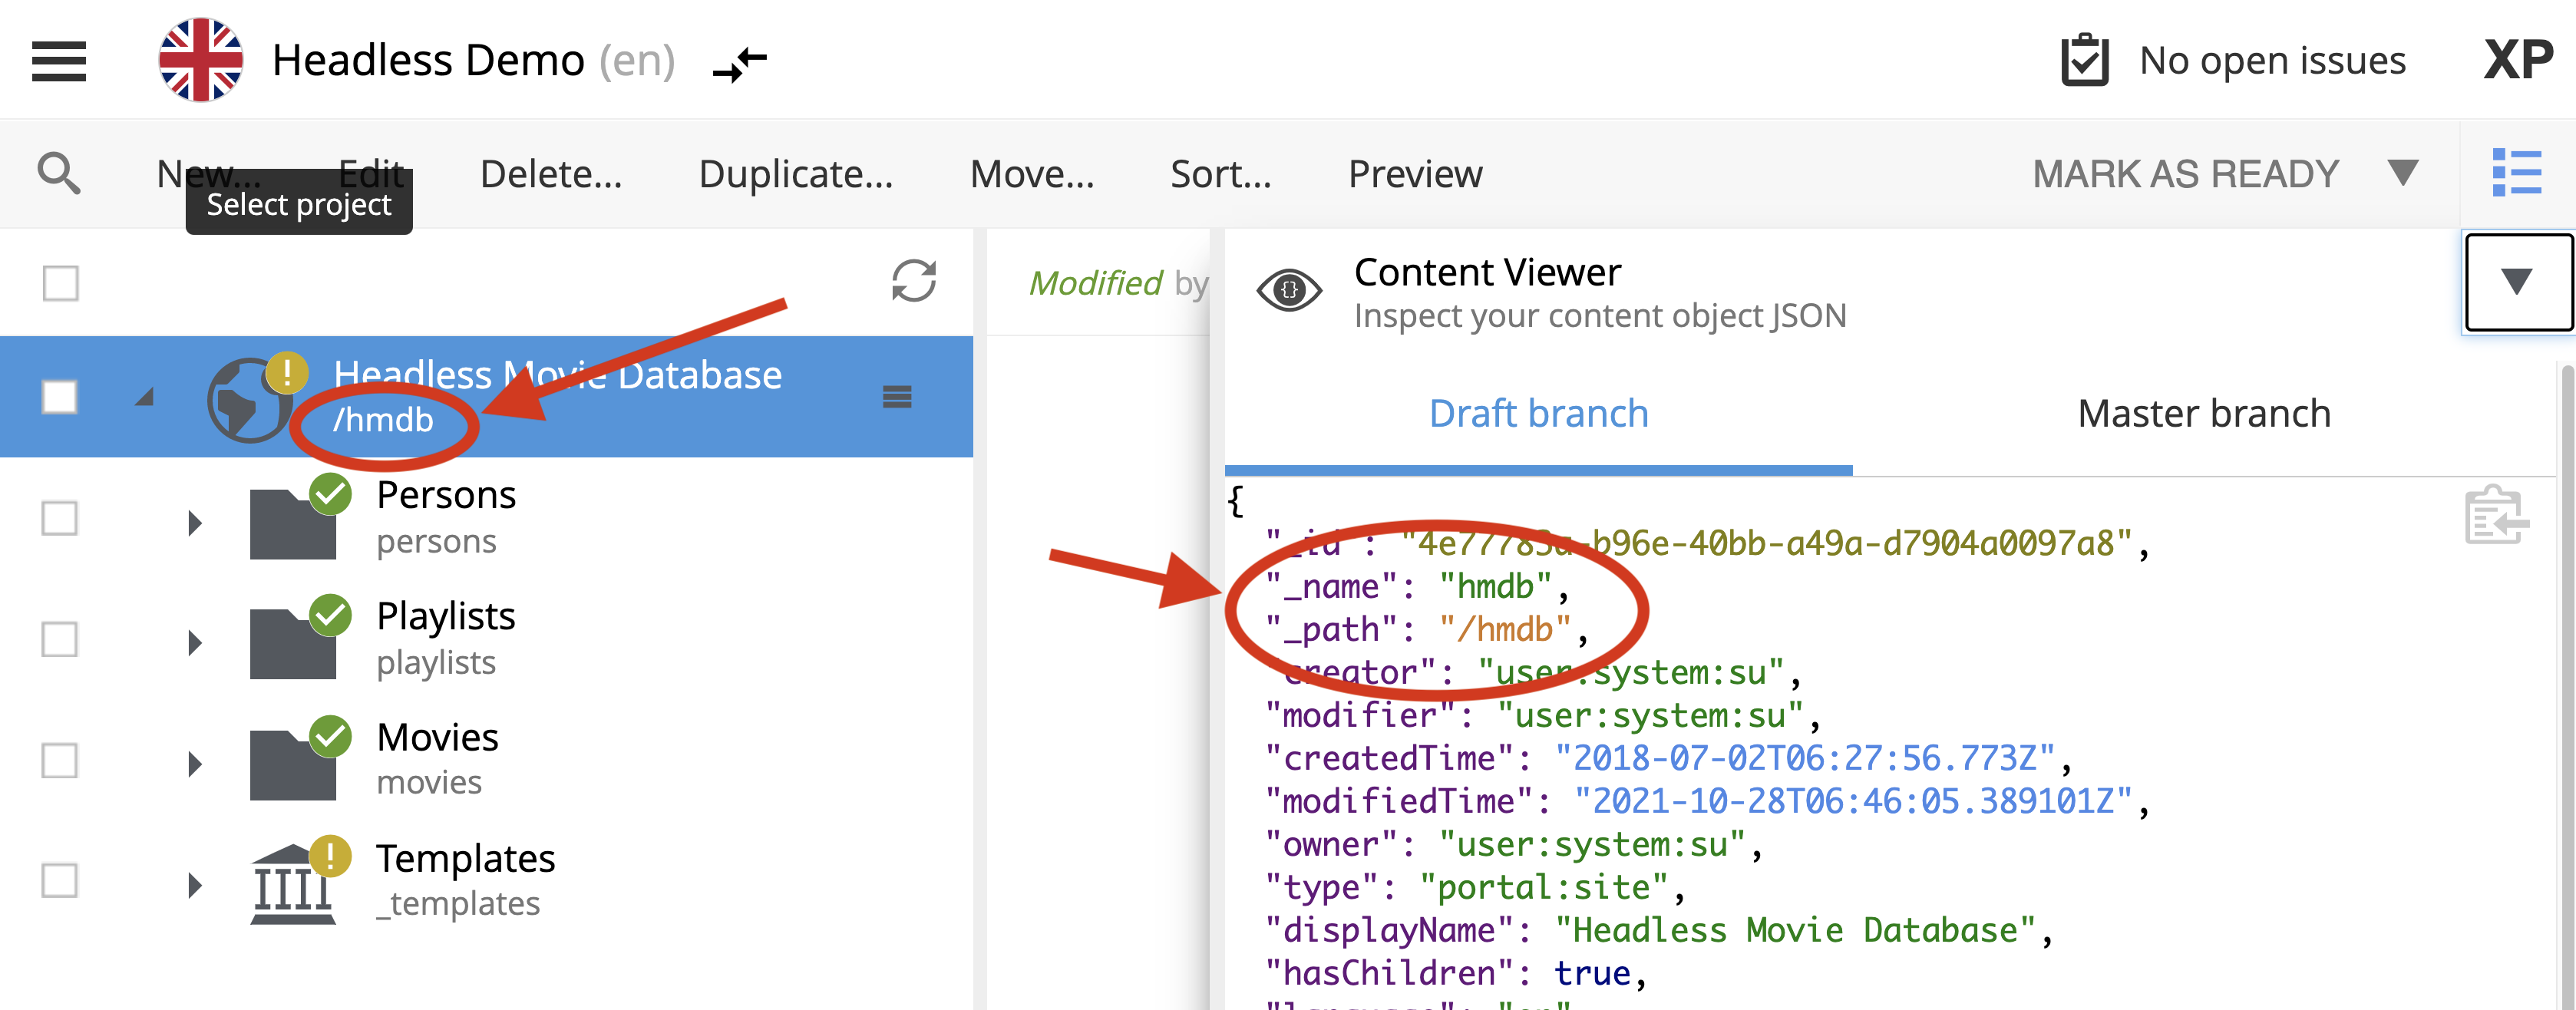 Headless Demo (en)
No open issues
XP
New...
Edit
Delete...
Duplicate...
Move...
Sort...
Preview
MARK AS READY
Select project
Modified by
Content Viewer
Inspect your content object JSON
Headless Movie Database
/hmdb
Persons
persons
Playlists
playlists
Movies
movies
Templates
_templates
Draft branch
Master branch
{
"_id": "4e77783a-b96e-40bb-a49a-d7904a0097a8",
"_name": "hmdb",
"_path": "/hmdb",
"creator": "user:system:su",
"modifier": "user:system:su",
"createdTime": "2018-07-02T06:27:56.773Z",
"modifiedTime": "2021-10-28T06:46:05.389101Z",
"owner": "user:system:su",
"type": "portal:site",
"displayName": "Headless Movie Database",
"hasChildren": true,